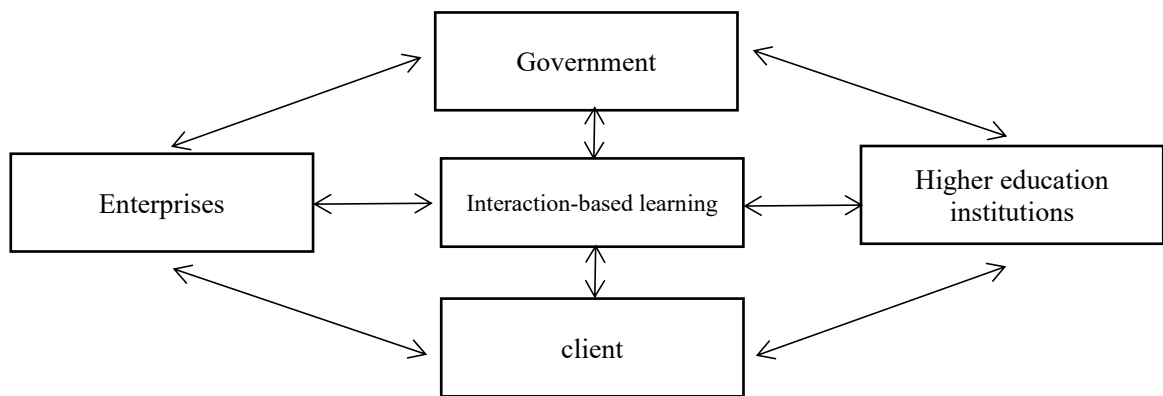 Government
Enterprises
Interaction-based learning
Higher education
institutions
client